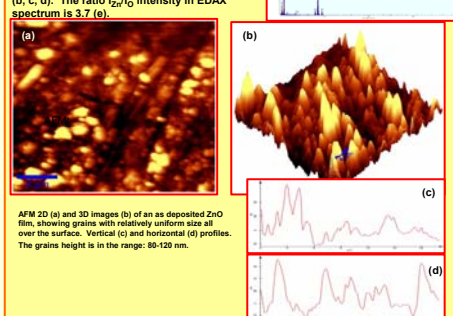 (b, c, d). The ratio IZn/IO intensity in EDAX
spectrum is 3.7 (e).
(a)
(b)
(c)
AFM 2D (a) and 3D images (b) of an as deposited ZnO
film, showing grains with relatively uniform size all
over the surface. Vertical (c) and horizontal (d) profiles.
The grains height is in the range: 80-120 nm.
(d)